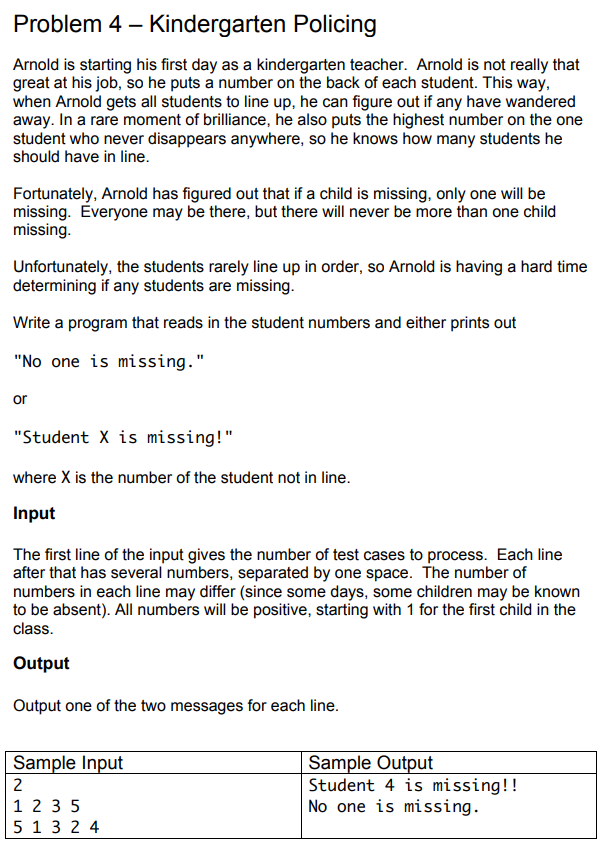 Problem 4 – Kindergarten Policing
Arnold is starting his first day as a kindergarten teacher.  Arnold is not really that
great at his job, so he puts a number on the back of each student. This way,
when Arnold gets all students to line up, he can figure out if any have wandered
away. In a rare moment of brilliance, he also puts the highest number on the one
student who never disappears anywhere, so he knows how many students he
should have in line.
Fortunately, Arnold has figured out that if a child is missing, only one will be
missing.  Everyone may be there, but there will never be more than one child
missing.
Unfortunately, the students rarely line up in order, so Arnold is having a hard time
determining if any students are missing.
Write a program that reads in the student numbers and either prints out
"No one is missing."
or
"Student X is missing!"
where X is the number of the student not in line.
Input
The first line of the input gives the number of test cases to process.  Each line
after that has several numbers, separated by one space.  The number of
numbers in each line may differ (since some days, some children may be known
to be absent). All numbers will be positive, starting with 1 for the first child in the
class.
Output
Output one of the two messages for each line.
Sample Input Sample Output
2 Student 4 is missing!!
1 2 3 5 No one is missing.
5 1 3 2 4